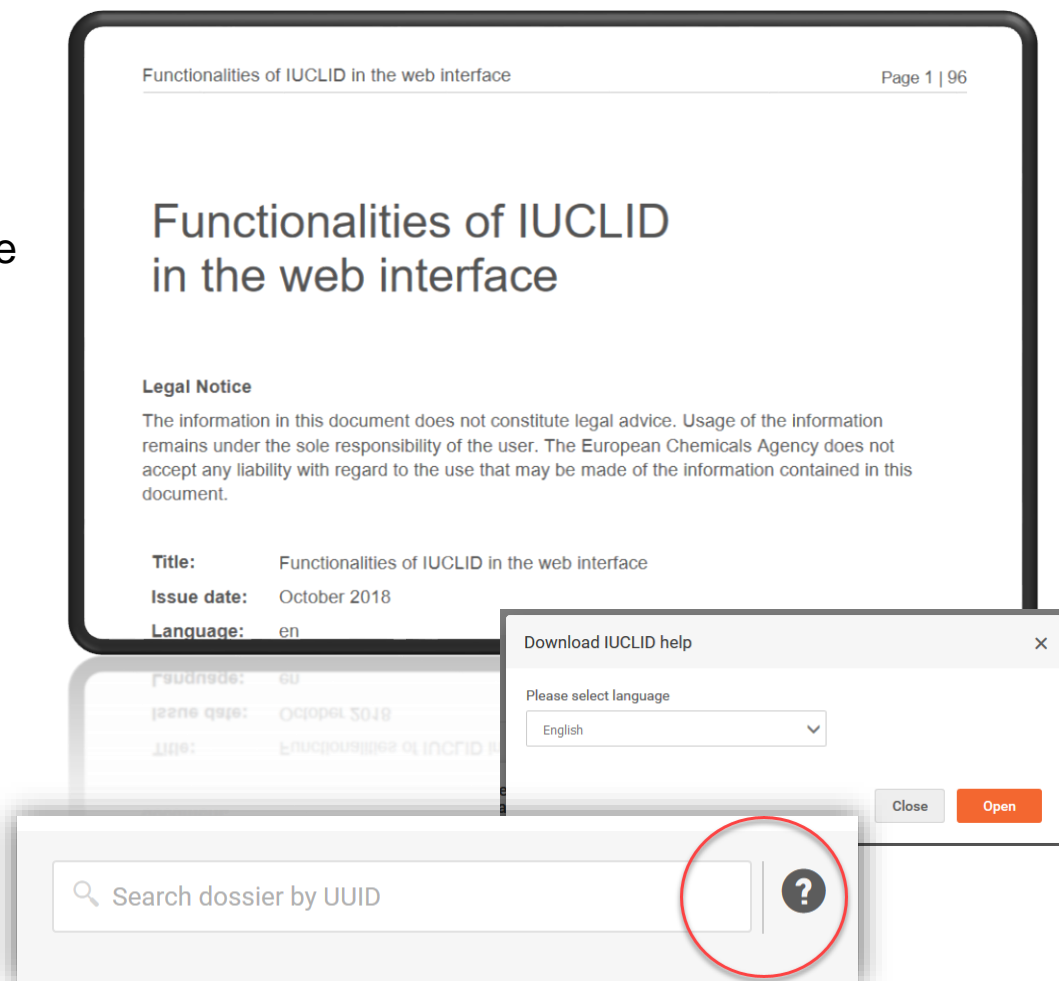 Functionalities of IUCLID in the web interface Page 1 | 96
Functionalities of IUCLID
in the web interface
e
Legal Notice
The information in this document does not constitute legal advice. Usage of the information
remains under the sole responsibility of the user. The European Chemicals Agency does not
accept any liability with regard to the use that may be made of the information contained in this
document.
Title: Functionalities of IUCLID in the web interface
Issue date: October 2018
Language: en
Download IUCLID help
Please select language
English
Close Open
Search dossier by UUID
?